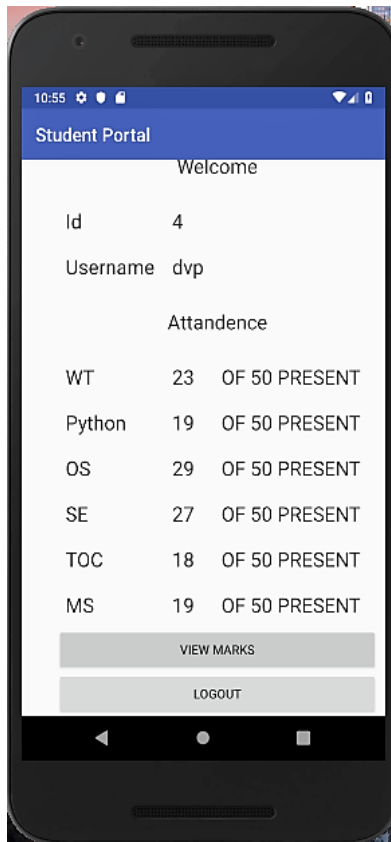 10:55
Student Portal
Welcome
Id 4
Username dvp
Attandence
WT 23 OF 50 PRESENT
Python 19 OF 50 PRESENT
OS 29 OF 50 PRESENT
SE 27 OF 50 PRESENT
TOC 18 OF 50 PRESENT
MS 19 OF 50 PRESENT
VIEW MARKS
LOGOUT